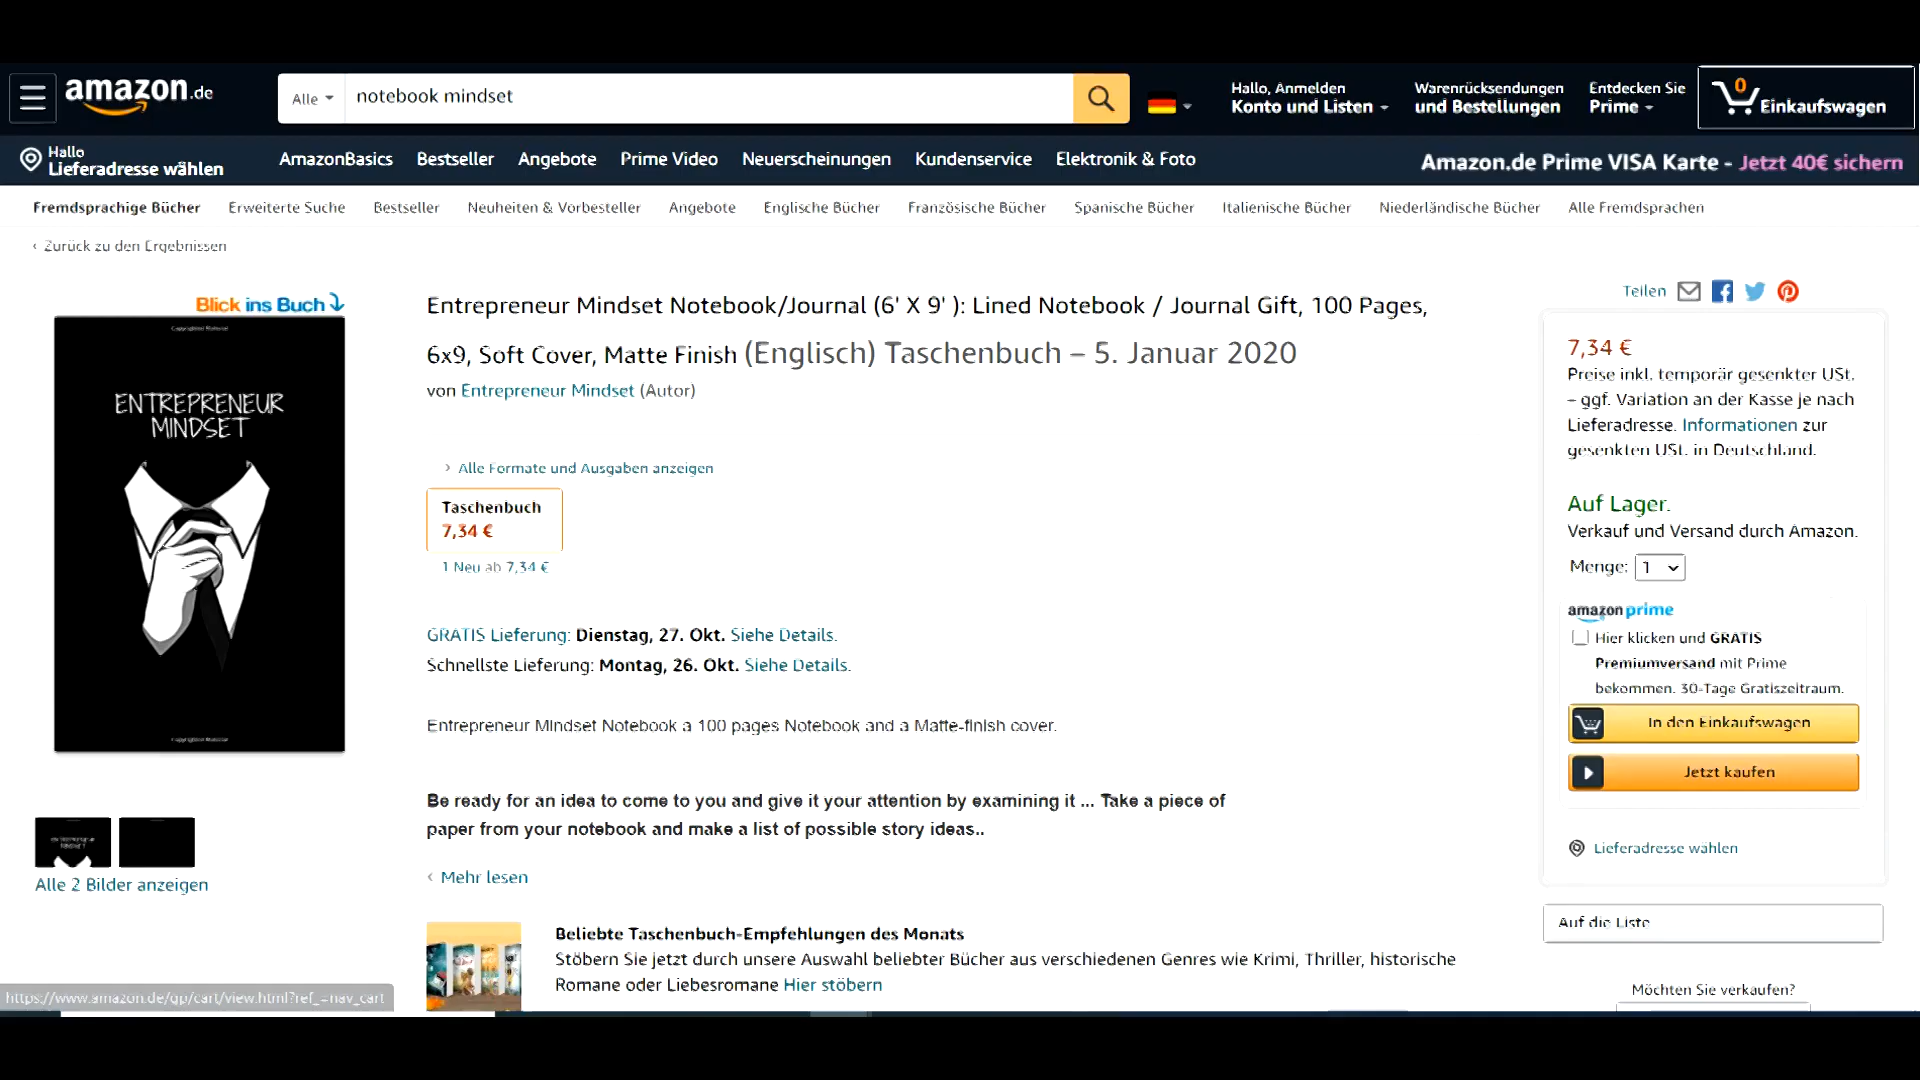 amazon.de
Alle
notebook mindset
Hallo, Anmelden
Konto und Listen
Warenrücksendungen
und Bestellungen
Entdecken Sie
Prime
0
Einkaufswagen
Hallo
Lieferadresse wählen
AmazonBasics
Bestseller
Angebote
Prime Video
Neuerscheinungen
Kundenservice
Elektronik & Foto
Amazon.de Prime VISA Karte - Jetzt 40€ sichern
Fremdsprachige Bücher
Erweiterte Suche
Bestseller
Neuheiten & Vorbesteller
Angebote
Englische Bücher
Französische Bücher
Spanische Bücher
Italienische Bücher
Niederländische Bücher
Alle Fremdsprachen
‹ Zurück zu den Ergebnissen
Blick ins Buch
ENTREPRENEUR
MINDSET
Alle 2 Bilder anzeigen
Entrepreneur Mindset Notebook/Journal (6' X 9' ): Lined Notebook / Journal Gift, 100 Pages,
6x9, Soft Cover, Matte Finish (Englisch) Taschenbuch – 5. Januar 2020
von Entrepreneur Mindset (Autor)
› Alle Formate und Ausgaben anzeigen
Taschenbuch
7,34 €
1 Neu ab 7,34 €
GRATIS Lieferung: Dienstag, 27. Okt. Siehe Details.
Schnellste Lieferung: Montag, 26. Okt. Siehe Details.
Entrepreneur Mindset Notebook a 100 pages Notebook and a Matte-finish cover.
Be ready for an idea to come to you and give it your attention by examining it ... Take a piece of
paper from your notebook and make a list of possible story ideas..
‹ Mehr lesen
Beliebte Taschenbuch-Empfehlungen des Monats
Stöbern Sie jetzt durch unsere Auswahl beliebter Bücher aus verschiedenen Genres wie Krimi, Thriller, historische
Romane oder Liebesromane Hier stöbern
Teilen
7,34 €
Preise inkl. temporär gesenkter USt.
– ggf. Variation an der Kasse je nach
Lieferadresse. Informationen zur
gesenkten USt. in Deutschland.
Auf Lager.
Verkauf und Versand durch Amazon.
Menge: 1
amazon prime
Hier klicken und GRATIS
Premiumversand mit Prime
bekommen. 30-Tage Gratiszeitraum.
In den Einkaufswagen
Jetzt kaufen
Lieferadresse wählen
Auf die Liste
Möchten Sie verkaufen?
https://www.amazon.de/gp/cart/view.html?ref_=nav_cart